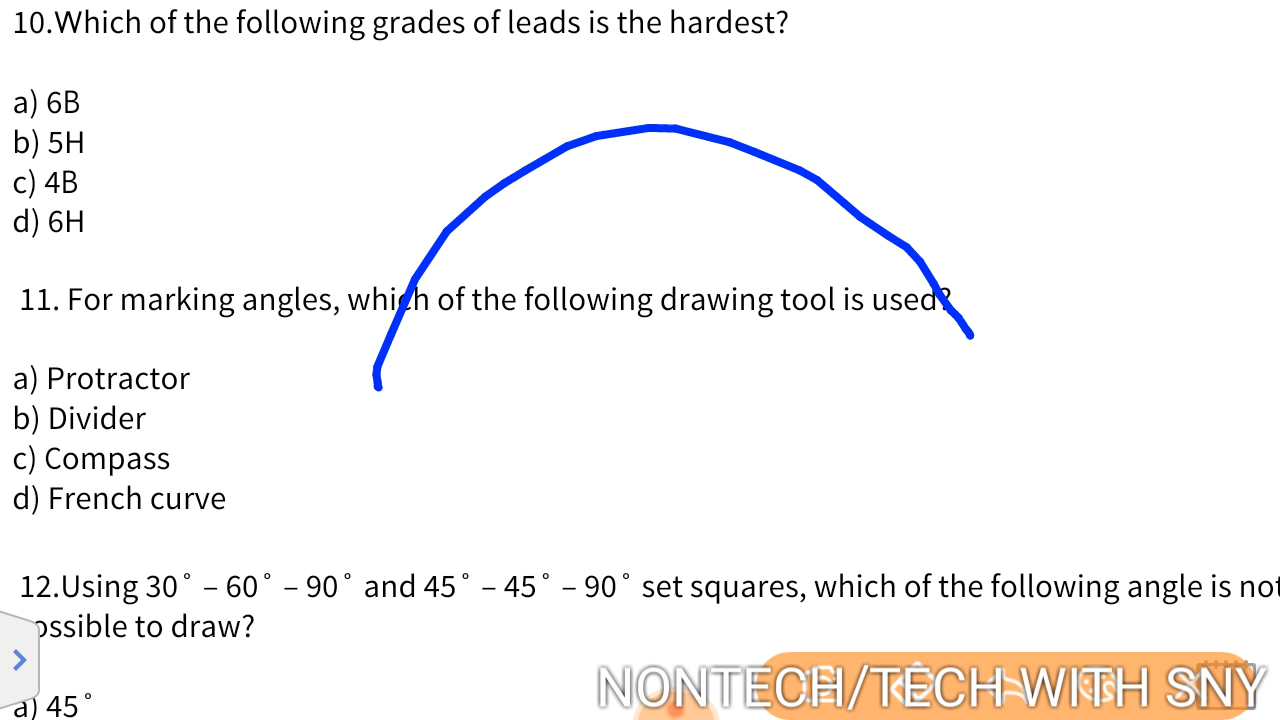 10.Which of the following grades of leads is the hardest?
a) 6B
b) 5H
c) 4B
d) 6H
11. For marking angles, which of the following drawing tool is used?
a) Protractor
b) Divider
c) Compass
d) French curve
12.Using 30˚ – 60˚ – 90˚ and 45˚ – 45˚ – 90˚ set squares, which of the following angle is not
ossible to draw?
a) 45˚
NONTECH/TECH WITH SNY